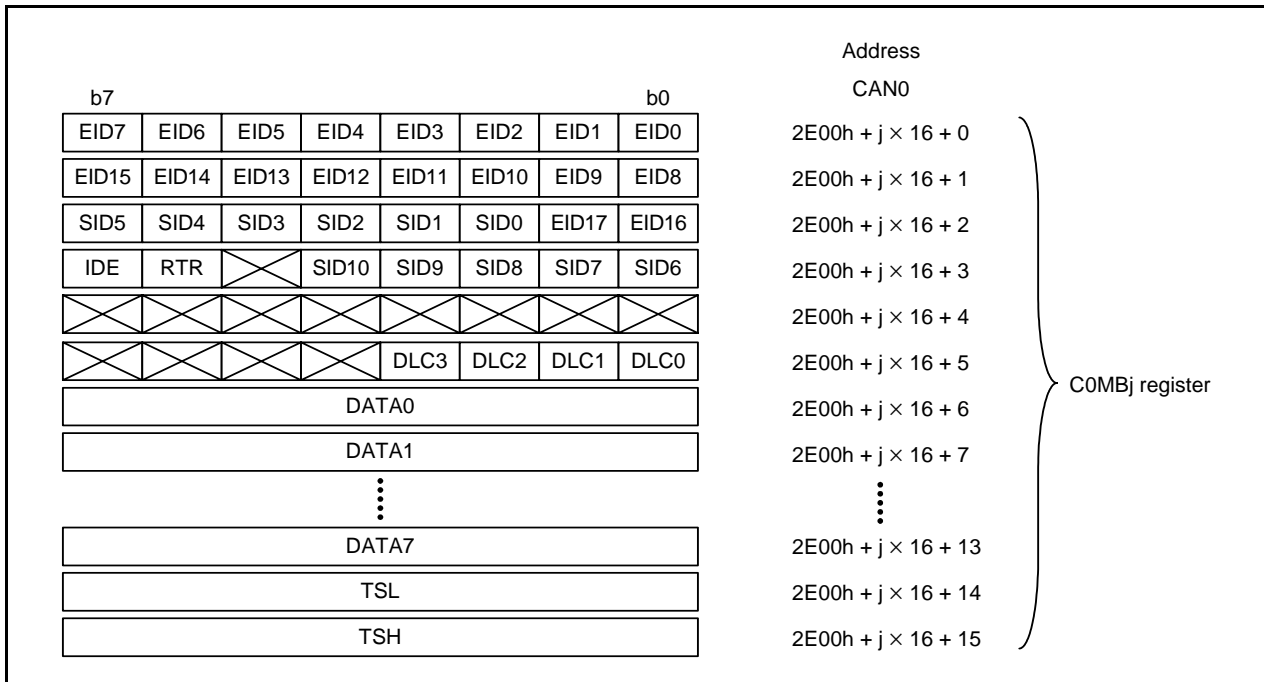 Address
CAN0
b7 b0
EID7 EID6 EID5 EID4 EID3 EID2 EID1 EID0 2E00h + j × 16 + 0
EID15 EID14 EID13 EID12 EID11 EID10 EID9 EID8 2E00h + j × 16 + 1
SID5 SID4 SID3 SID2 SID1 SID0 EID17 EID16 2E00h + j × 16 + 2
IDE RTR SID10 SID9 SID8 SID7 SID6 2E00h + j × 16 + 3
2E00h + j × 16 + 4
DLC3 DLC2 DLC1 DLC0 2E00h + j × 16 + 5
C0MBj register
DATA0 2E00h + j × 16 + 6
DATA1 2E00h + j × 16 + 7
DATA7 2E00h + j × 16 + 13
TSL 2E00h + j × 16 + 14
TSH 2E00h + j × 16 + 15